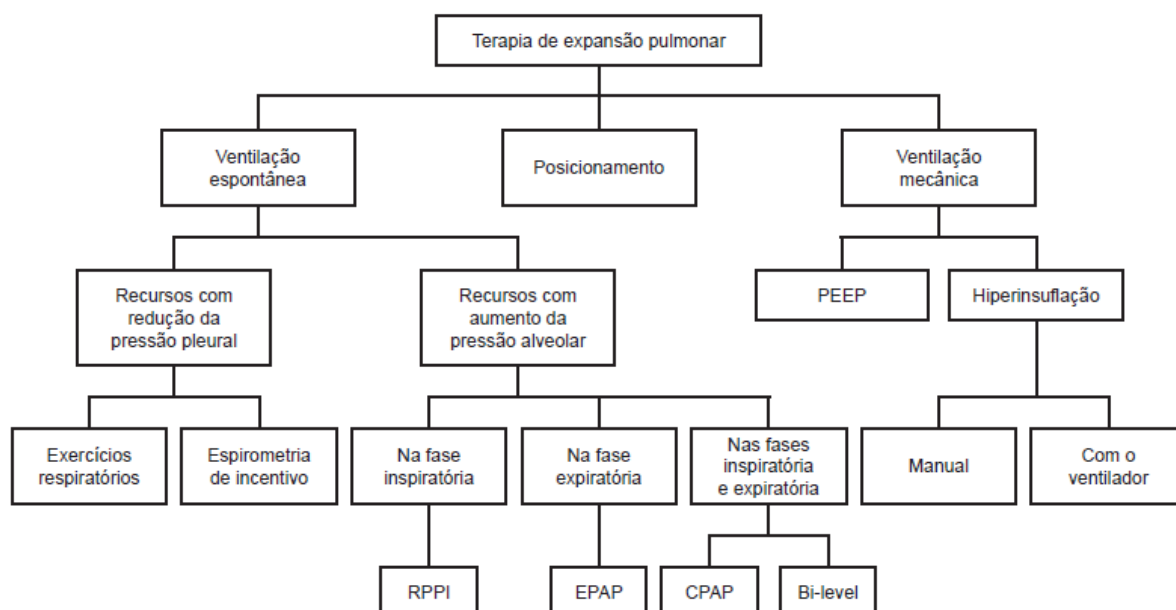 Terapia de expansão pulmonar
Ventilação
espontânea
Posicionamento
Ventilação
mecânica
Recursos com
redução da
pressão pleural
Recursos com
aumento da
pressão alveolar
PEEP
Hiperinsuflação
Exercícios
respiratórios
Espirometria
de incentivo
Na fase
inspiratória
Na fase
expiratória
Nas fases
inspiratória
e expiratória
Manual
Com o
ventilador
RPPI
EPAP
CPAP
Bi-level